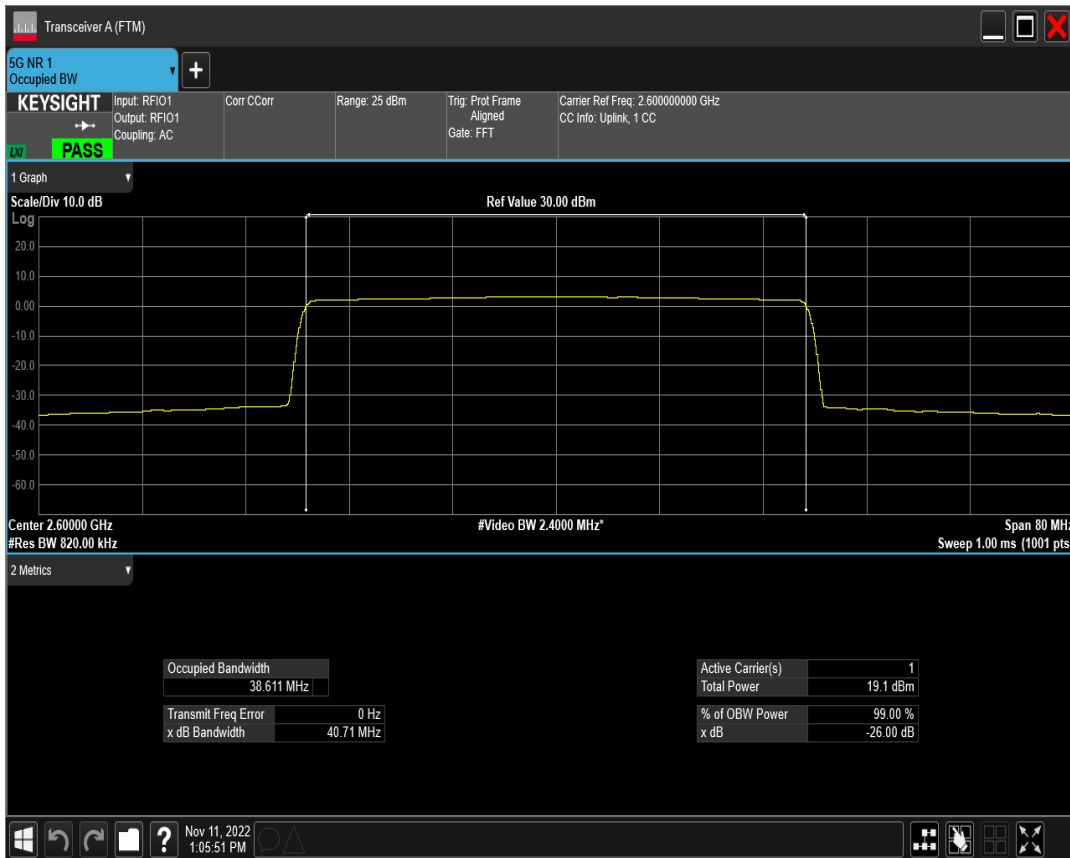 Transceiver A (FTM)
5G NR 1
Occupied BW
+
KEYSIGHT
LXI
PASS
Input: RFIO1
Output: RFIO1
Coupling: AC
Corr CCorr
Range: 25 dBm
Trig: Prot Frame
Aligned
Gate: FFT
Carrier Ref Freq: 2.600000000 GHz
CC Info: Uplink, 1 CC
1 Graph
Scale/Div 10.0 dB
Ref Value 30.00 dBm
Log
20.0
10.0
0.00
-10.0
-20.0
-30.0
-40.0
-50.0
-60.0
Center 2.60000 GHz
#Video BW 2.4000 MHz*
Span 80 MHz
#Res BW 820.00 kHz
Sweep 1.00 ms (1001 pts
2 Metrics
Occupied Bandwidth
38.611 MHz
Transmit Freq Error 0 Hz
x dB Bandwidth 40.71 MHz
Active Carrier(s) 1
Total Power 19.1 dBm
% of OBW Power 99.00 %
x dB -26.00 dB
?
Nov 11, 2022
1:05:51 PM